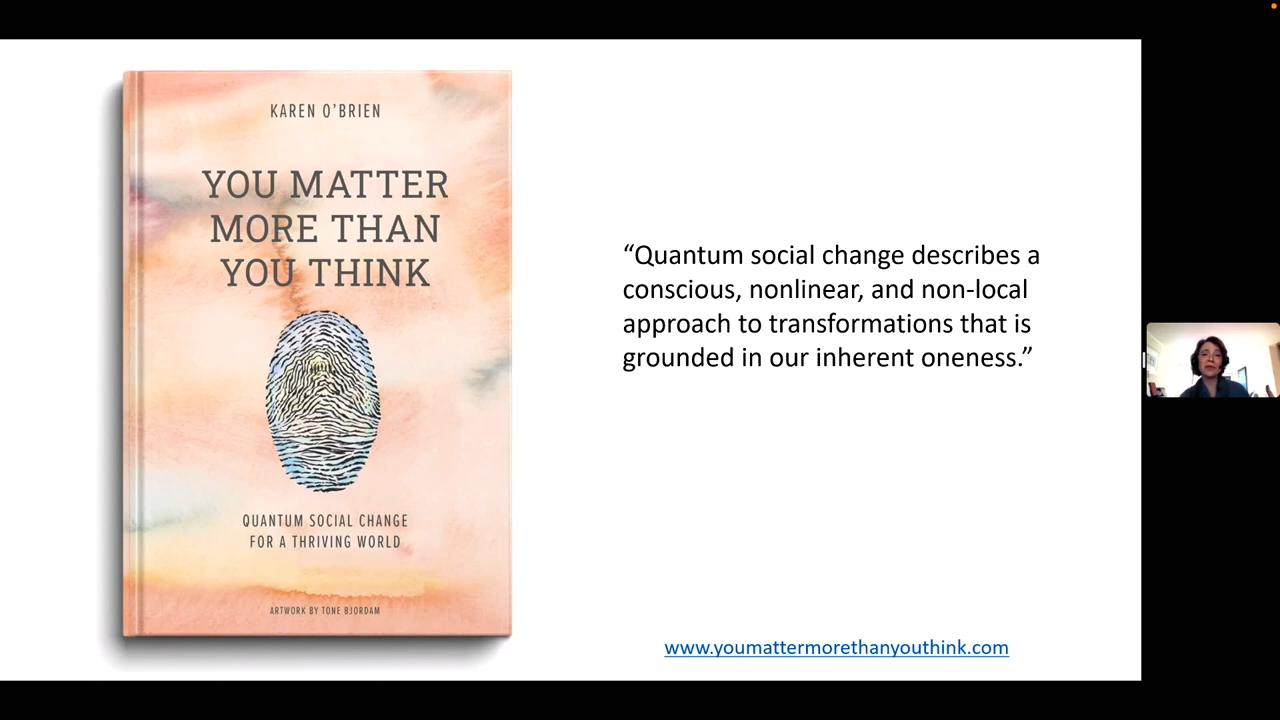 KAREN O'BRIEN
YOU MATTER
MORE THAN
YOU THINK
QUANTUM SOCIAL CHANGE
FOR A THRIVING WORLD
ARTWORK BY TONE BJORDAM
“Quantum social change describes a
conscious, nonlinear, and non-local
approach to transformations that is
grounded in our inherent oneness.”
www.youmattermorethanyouthink.com